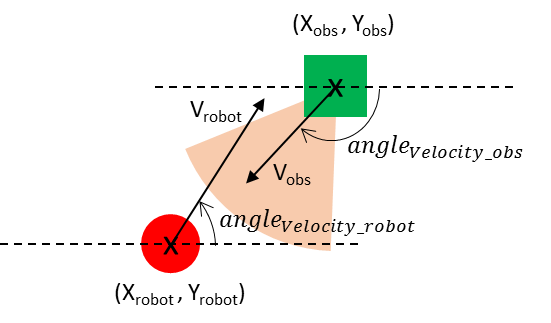 (X_obs , Y_obs)
X
V_robot
angle_Velocity_obs
V_obs
angle_Velocity_robot
X
(X_robot , Y_robot)